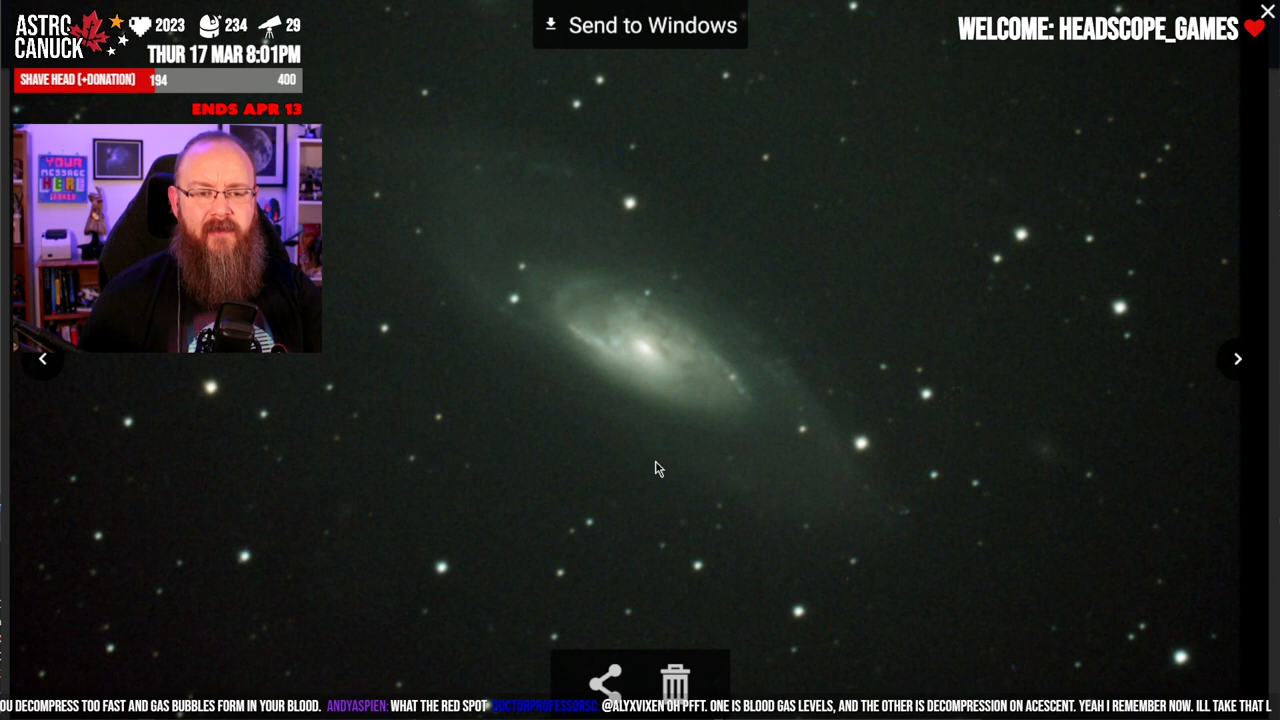 ASTRO
CANUCK
2023 234 29
THUR 17 MAR 8:01PM
SHAVE HEAD (+DONATION) 194 400
ENDS APR 13
Send to Windows
WELCOME: HEADSCOPE_GAMES
YOUR
MESSAGE
HERE
OU DECOMPRESS TOO FAST AND GAS BUBBLES FORM IN YOUR BLOOD. ANDYASPIEN: WHAT THE RED SPOT DOCTORPROFESSORSC: @ALYXVIXEN OH PFFT. ONE IS BLOOD GAS LEVELS, AND THE OTHER IS DECOMPRESSION ON ACESCENT. YEAH I REMEMBER NOW. ILL TAKE THAT L